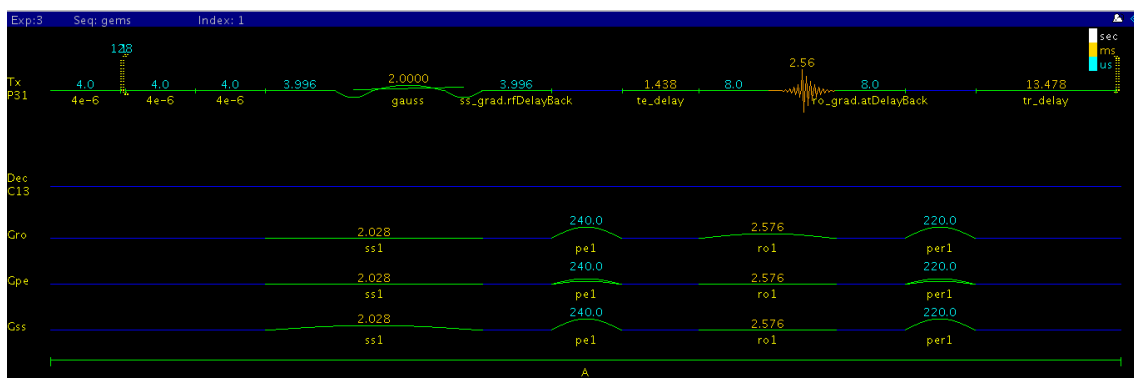 Exp:3 Seq: gems Index: 1
sec
ms
us
128
2.56
Tx
P31
4.0 4.0 4.0 3.996 2.0000 3.996 1.438 8.0 8.0 13.478
4e-6 4e-6 4e-6 gauss ss_grad.rfDelayBack te_delay ro_grad.atDelayBack tr_delay
Dec
C13
Gro
2.028 240.0 2.576 220.0
ss1 pe1 ro1 per1
Gpe
2.028 240.0 2.576 220.0
ss1 pe1 ro1 per1
Gss
2.028 240.0 2.576 220.0
ss1 pe1 ro1 per1
A